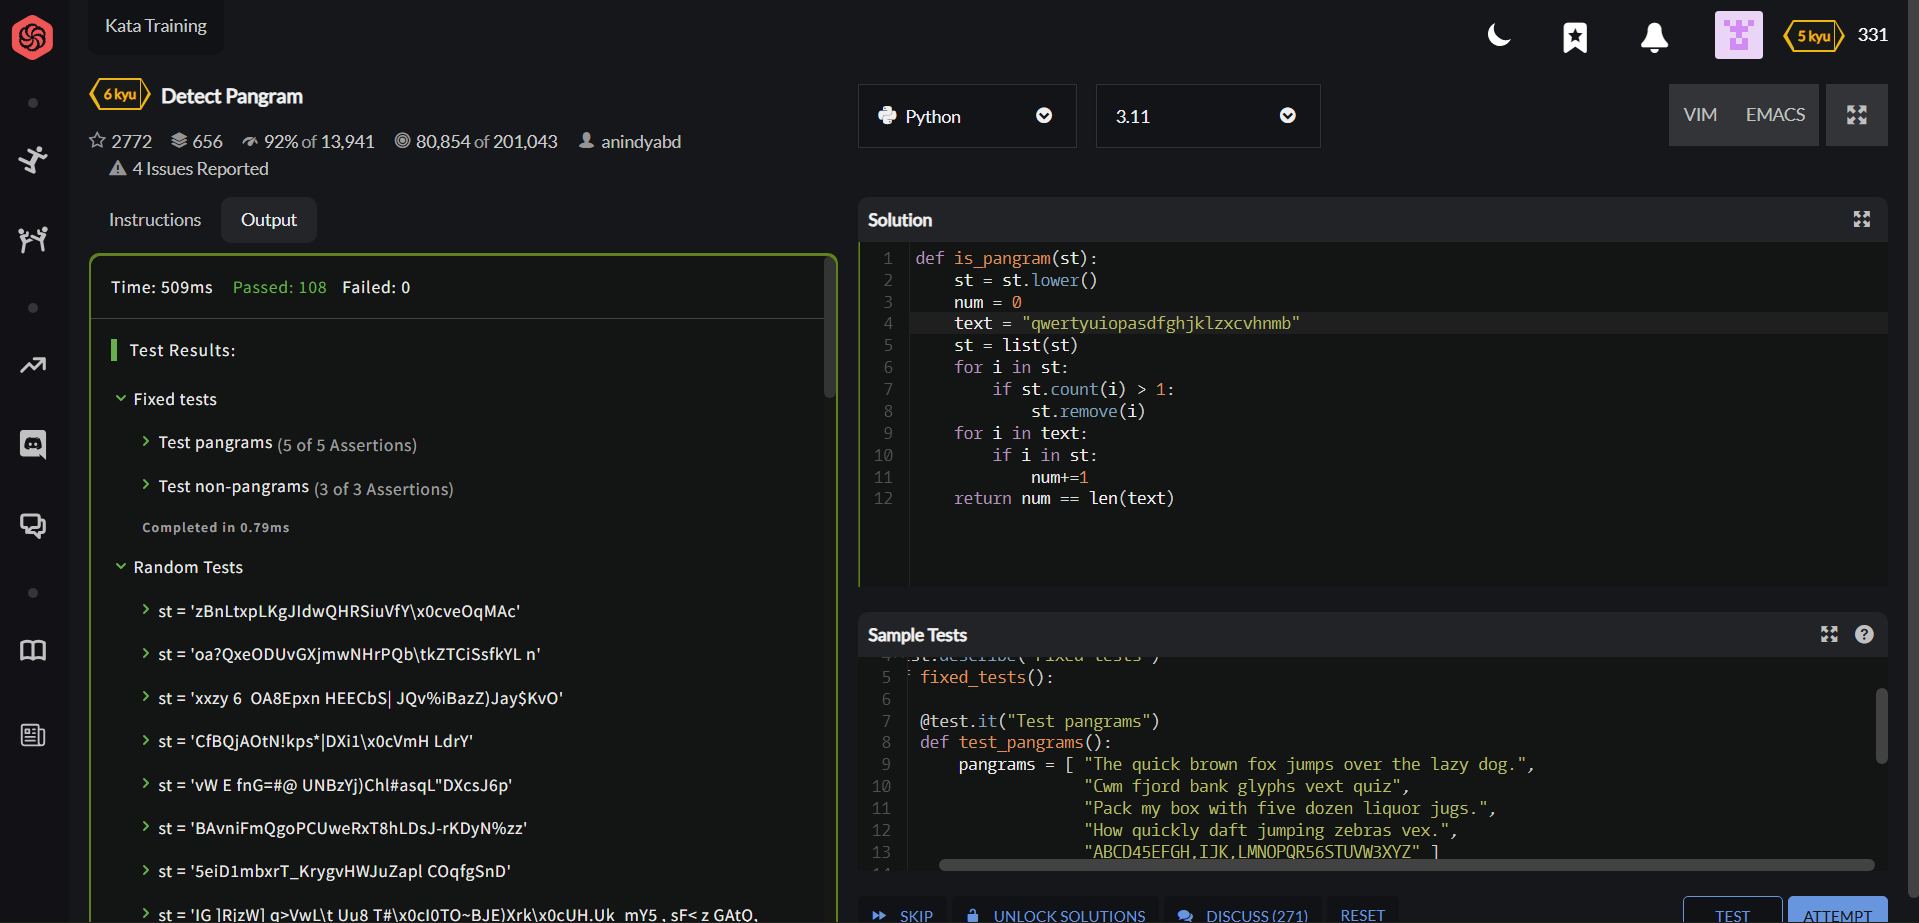 Kata Training
5 kyu 331
6 kyu Detect Pangram
2772 656 92% of 13,941 80,854 of 201,043 anindyabd
4 Issues Reported
Python 3.11 VIM EMACS
Instructions Output
Time: 509ms Passed: 108 Failed: 0
Test Results:
Fixed tests
Test pangrams (5 of 5 Assertions)
Test non-pangrams (3 of 3 Assertions)
Completed in 0.79ms
Random Tests
st = 'zBnLtxpLKgJIdwQHRSiuVfY\x0cveOqMAc'
st = 'oa?QxeODUvGXjmwNHrPQb\tkZTCiSsfkYL n'
st = 'xxzy 6  OA8Epxn HEECbS| JQv%iBazZ)Jay$KvO'
st = 'CfBQjAOtN!kps*|DXi1\x0cVmH LdrY'
st = 'vW E fnG=#@ UNBzYj)Chl#asqL"DXcsJ6p'
st = 'BAvniFmQgoPCUweRxT8hLDsJ-rKDyN%zz'
st = '5eiD1mbxrT_KrygvHWJuZapl COqfgSnD'
st = 'IG ]RjzW] q>VwL\t Uu8 T#\x0cI0TO~BJE)Xrk\x0cUH.Uk  mY5 , sF< z GAtO,
Solution
1 def is_pangram(st):
2     st = st.lower()
3     num = 0
4     text = "qwertyuiopasdfghjklzxcvhnmb"
5     st = list(st)
6     for i in st:
7         if st.count(i) > 1:
8             st.remove(i)
9     for i in text:
10         if i in st:
11             num+=1
12     return num == len(text)
Sample Tests
4 st.describe("Fixed tests")
5 fixed_tests():
6
7 @test.it("Test pangrams")
8 def test_pangrams():
9     pangrams = [ "The quick brown fox jumps over the lazy dog.",
10 "Cwm fjord bank glyphs vext quiz",
11 "Pack my box with five dozen liquor jugs.",
12 "How quickly daft jumping zebras vex.",
13 "ABCD45EFGH,IJK,LMNOPQR56STUVW3XYZ" ]
SKIP UNLOCK SOLUTIONS DISCUSS (271) RESET TEST ATTEMPT